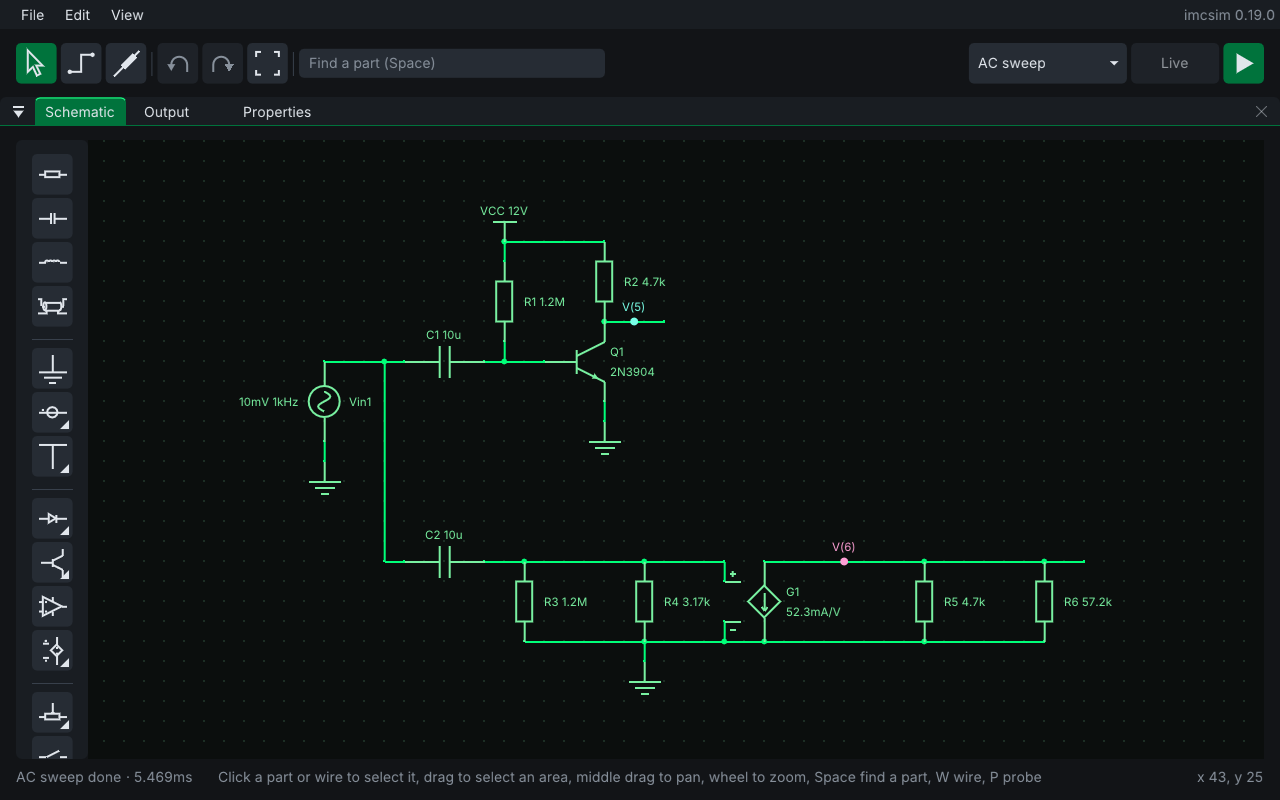 File Edit View imcsim 0.19.0
Find a part (Space) AC sweep Live
Schematic Output Properties
VCC 12V
R2 4.7k
R1 1.2M
V(5)
C1 10u
Q1
2N3904
10mV 1kHz Vin1
C2 10u
V(6)
R3 1.2M R4 3.17k G1 R5 4.7k R6 57.2k
52.3mA/V
AC sweep done · 5.469ms Click a part or wire to select it, drag to select an area, middle drag to pan, wheel to zoom, Space find a part, W wire, P probe x 43, y 25